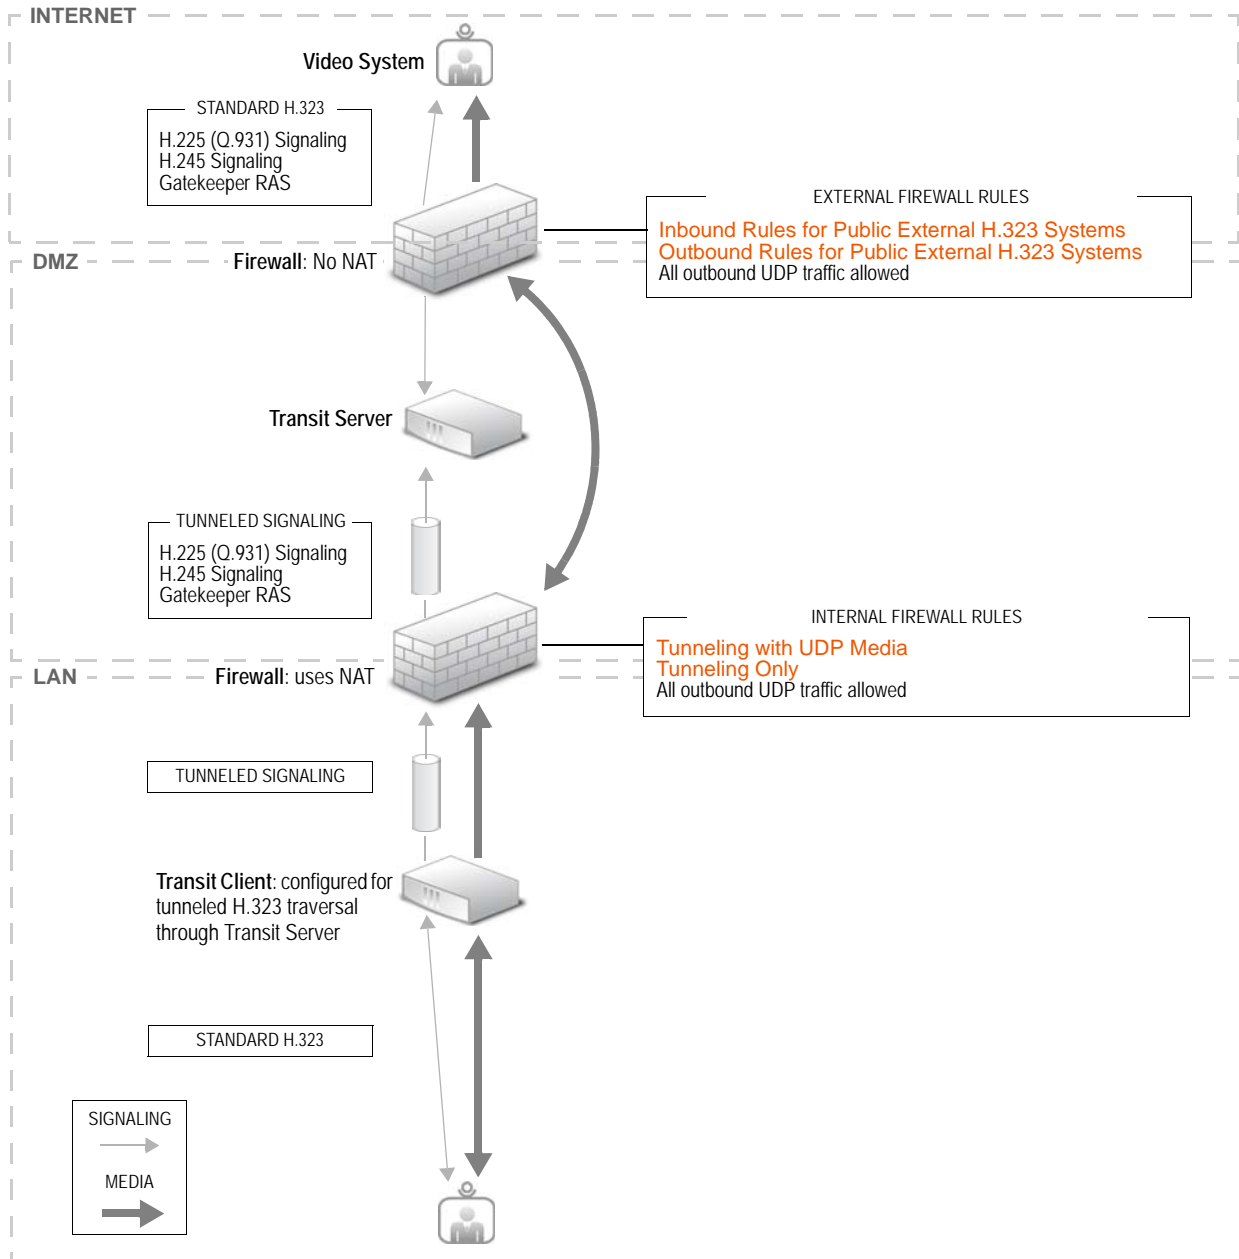 INTERNET
Video System
STANDARD H.323
H.225 (Q.931) Signaling
H.245 Signaling
Gatekeeper RAS
EXTERNAL FIREWALL RULES
Inbound Rules for Public External H.323 Systems
Outbound Rules for Public External H.323 Systems
All outbound UDP traffic allowed
DMZ
Firewall: No NAT
Transit Server
TUNNELED SIGNALING
H.225 (Q.931) Signaling
H.245 Signaling
Gatekeeper RAS
INTERNAL FIREWALL RULES
Tunneling with UDP Media
Tunneling Only
All outbound UDP traffic allowed
LAN
Firewall: uses NAT
TUNNELED SIGNALING
Transit Client: configured for
tunneled H.323 traversal
through Transit Server
STANDARD H.323
SIGNALING
MEDIA